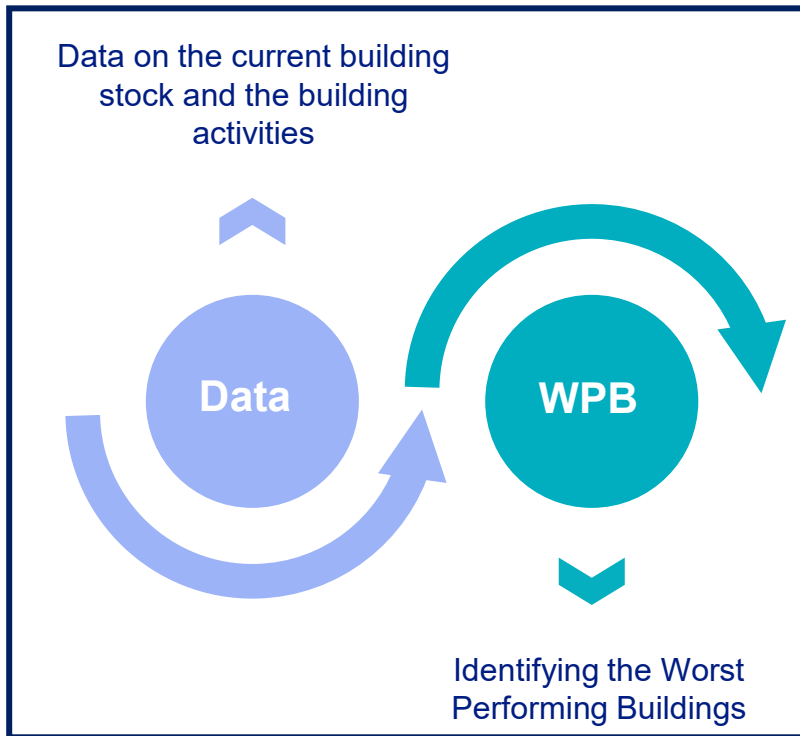 Data on the current building
stock and the building
activities
Data
WPB
Identifying the Worst
Performing Buildings